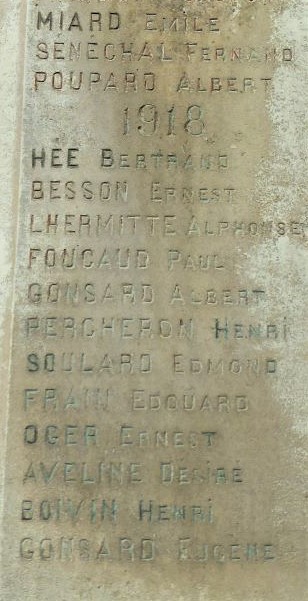 MIARD EMILE
SENECHAL FERNAND
POUPARD ALBERT
1918
HEE BERTRAND
BESSON ERNEST
LHERMITTE ALPHONSE
FOUCAUD PAUL
GONSARD ALBERT
PERCHERON HENRI
SOULARD EDMOND
FRAIN EDOUARD
OGER ERNEST
AVELINE DESIRE
BOIVIN HENRI
GONSARD EUGENE